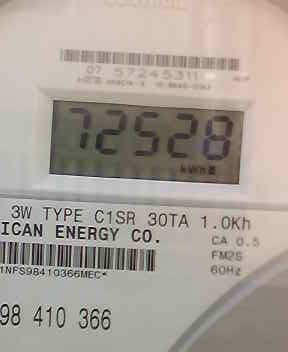 07 57245311
72528
kWh
3W TYPE C1SR 30TA 1.0Kh
ICAN ENERGY CO.
CA 0.5
FM2S
60Hz
1NFS98410366MEC*
98 410 366